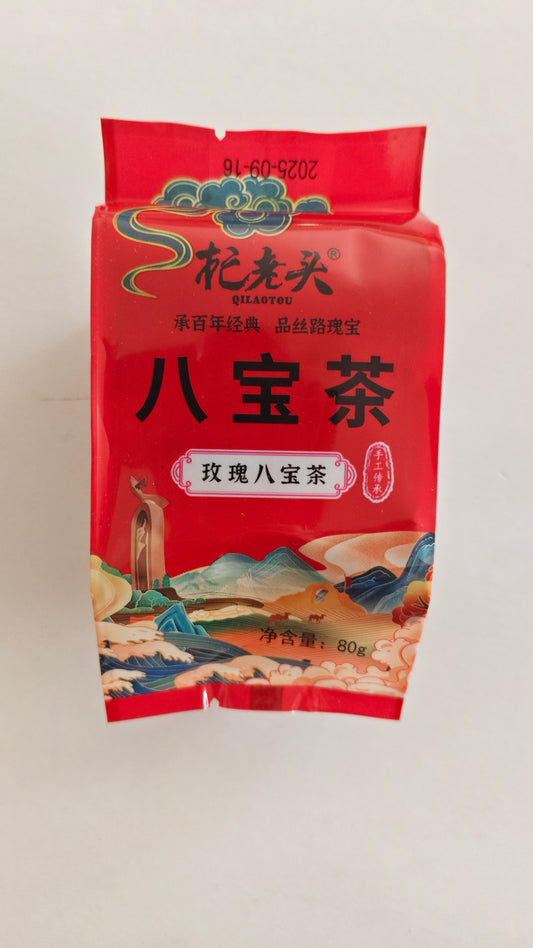 2025-09-16
杞老头®
QILAOTOU
承百年经典 品丝路瑰宝
八宝茶
玫瑰八宝茶
手工传承
净含量：80g